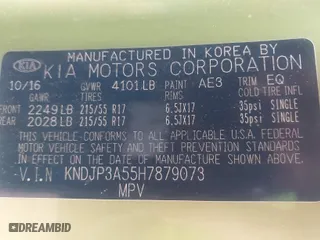 MANUFACTURED IN KOREA BY
KIA KIA MOTORS CORPORATION
10/16 GVWR 4101LB PAINT AE3 TRIM EQ
GAWR TIRES RIMS COLD TIRE INFL
FRONT 2249LB 215/55 R17 6.5JX17 35psi SINGLE
REAR 2028LB 215/55 R17 6.5JX17 35psi SINGLE
THIS VEHICLE CONFORMS TO ALL APPLICABLE U.S.A. FEDERAL
MOTOR VEHICLE SAFETY STANDARDS IN EFFECT ON THE
DATE OF MANUFACTURE SHOWN ABOVE.
V.I.N KNDJP3A55H7879073
MPV
DREAMBID